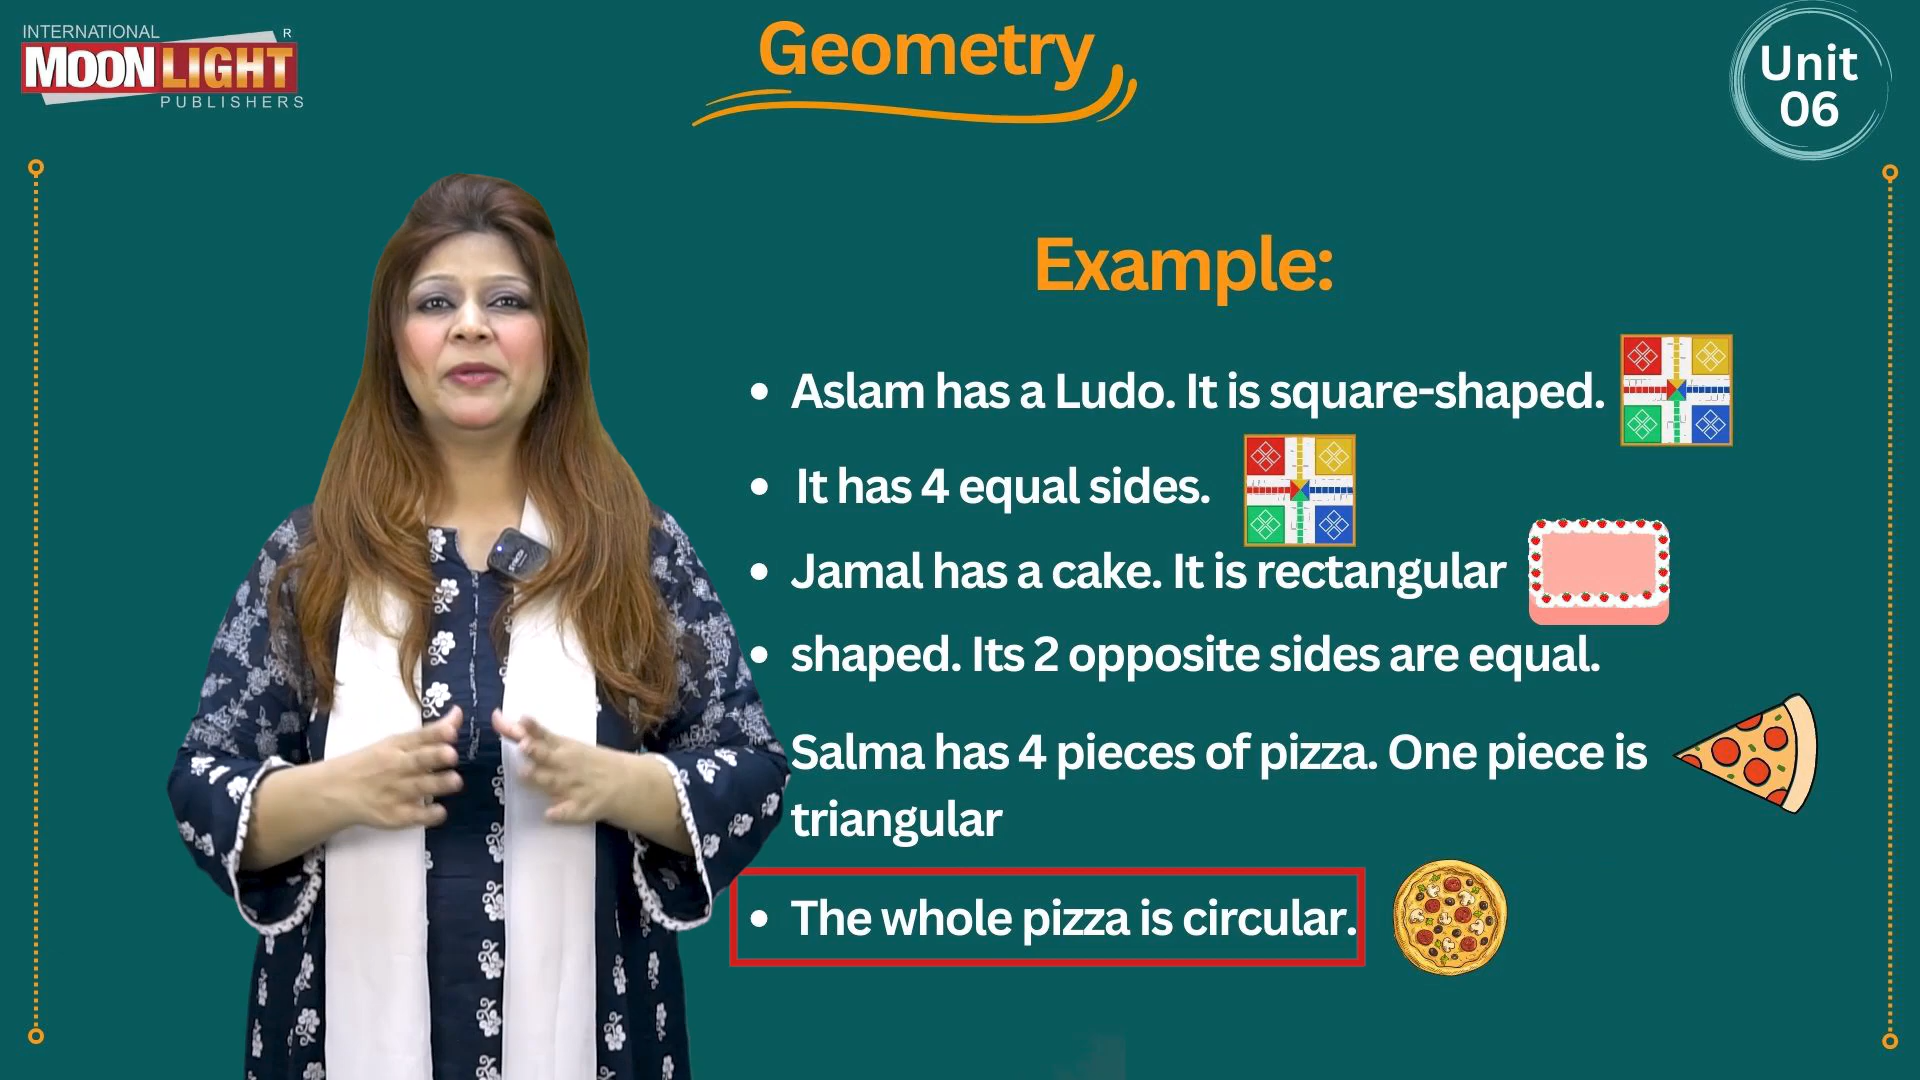 INTERNATIONAL
R
MOONLIGHT
PUBLISHERS
Geometry
Unit
06
Example:
• Aslam has a Ludo. It is square-shaped.
• It has 4 equal sides.
• Jamal has a cake. It is rectangular
• shaped. Its 2 opposite sides are equal.
Salma has 4 pieces of pizza. One piece is
triangular
• The whole pizza is circular.